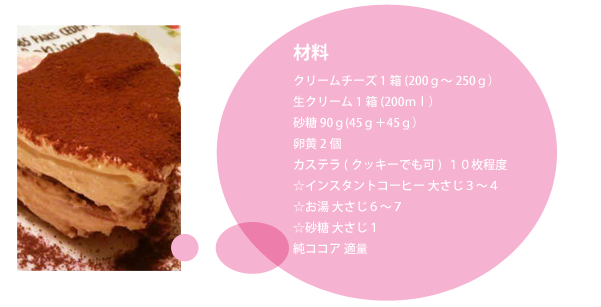 材料
クリームチーズ 1 箱 (200ｇ～ 250ｇ)
生クリーム 1 箱 (200ｍｌ)
砂糖 90ｇ(45ｇ＋45ｇ)
卵黄 2 個
カステラ ( クッキーでも可 ) １０枚程度
☆インスタントコーヒー 大さじ３～４
☆お湯 大さじ６～７
☆砂糖 大さじ１
純ココア 適量